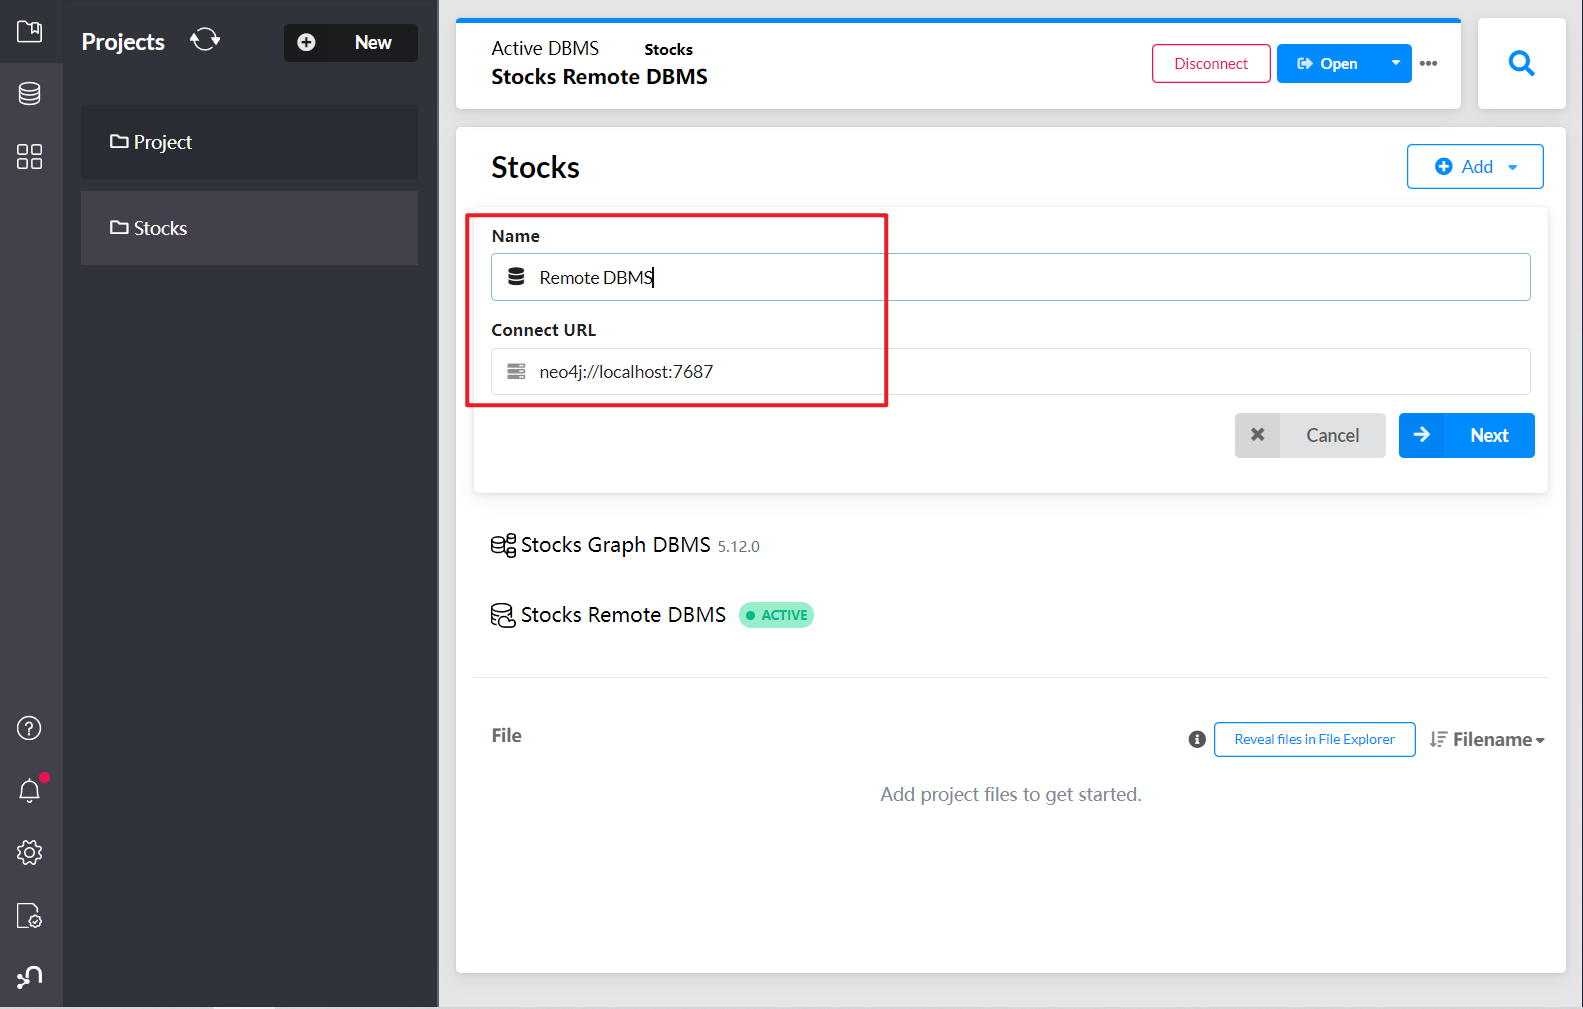 Projects
New
Project
Stocks
Active DBMS Stocks
Stocks Remote DBMS
Disconnect
Open
Stocks
Add
Name
Remote DBMS
Connect URL
neo4j://localhost:7687
Cancel
Next
Stocks Graph DBMS 5.12.0
Stocks Remote DBMS ACTIVE
File
Reveal files in File Explorer
Filename
Add project files to get started.